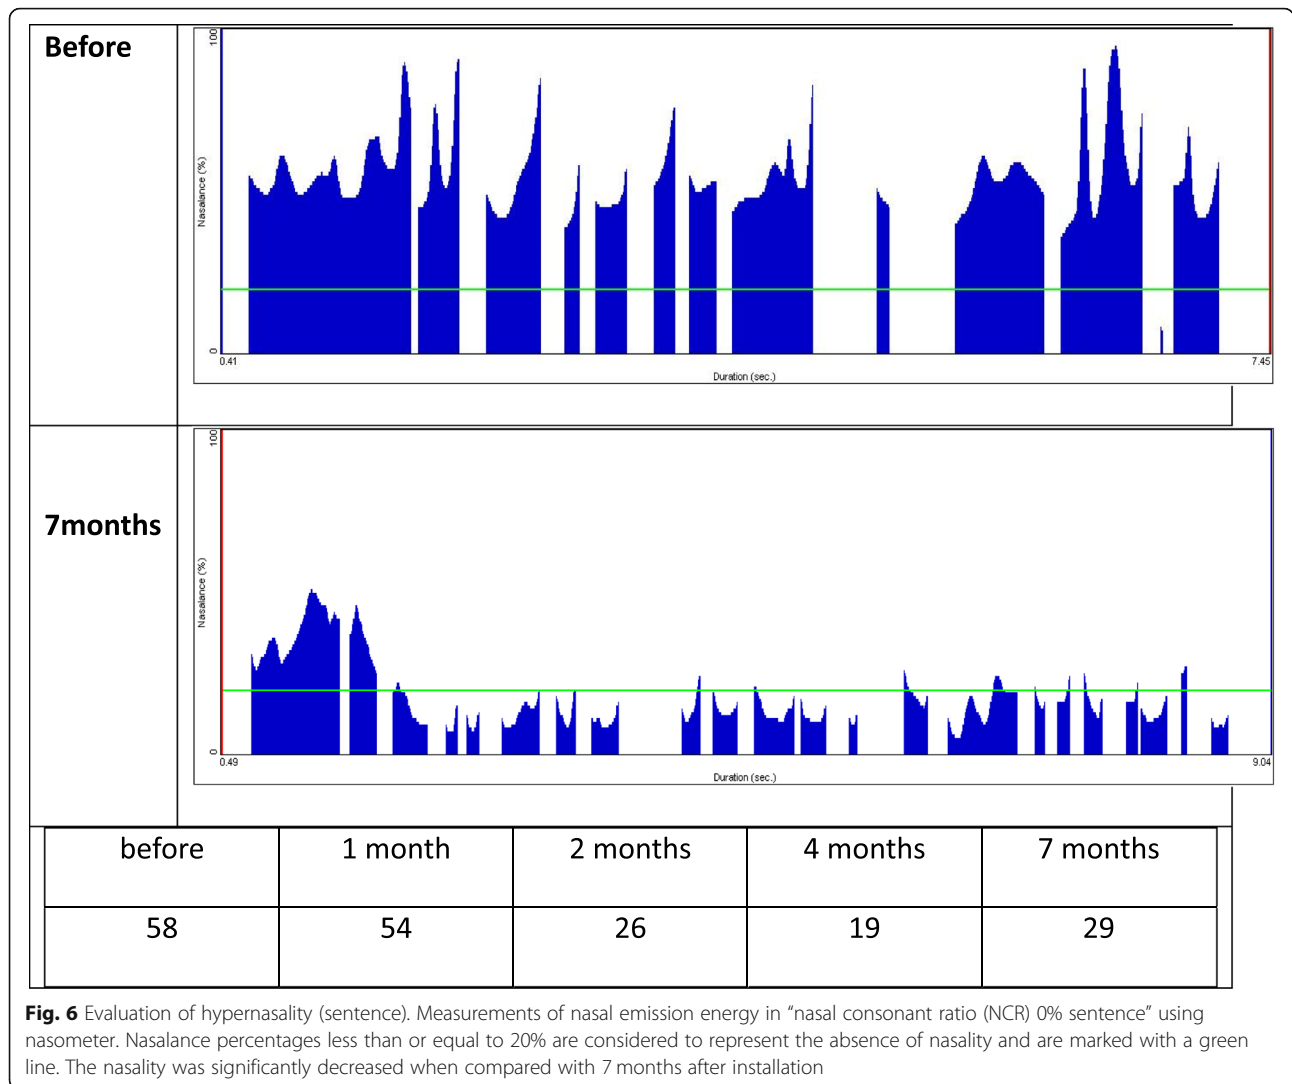 Before
100
Nasalance (%)
0
0.41
7.45
Duration (sec.)
7months
100
Nasalance (%)
0
0.49
9.04
Duration (sec.)
before 1 month 2 months 4 months 7 months
58 54 26 19 29
Fig. 6 Evaluation of hypernasality (sentence). Measurements of nasal emission energy in “nasal consonant ratio (NCR) 0% sentence” using
nasometer. Nasalance percentages less than or equal to 20% are considered to represent the absence of nasality and are marked with a green
line. The nasality was significantly decreased when compared with 7 months after installation